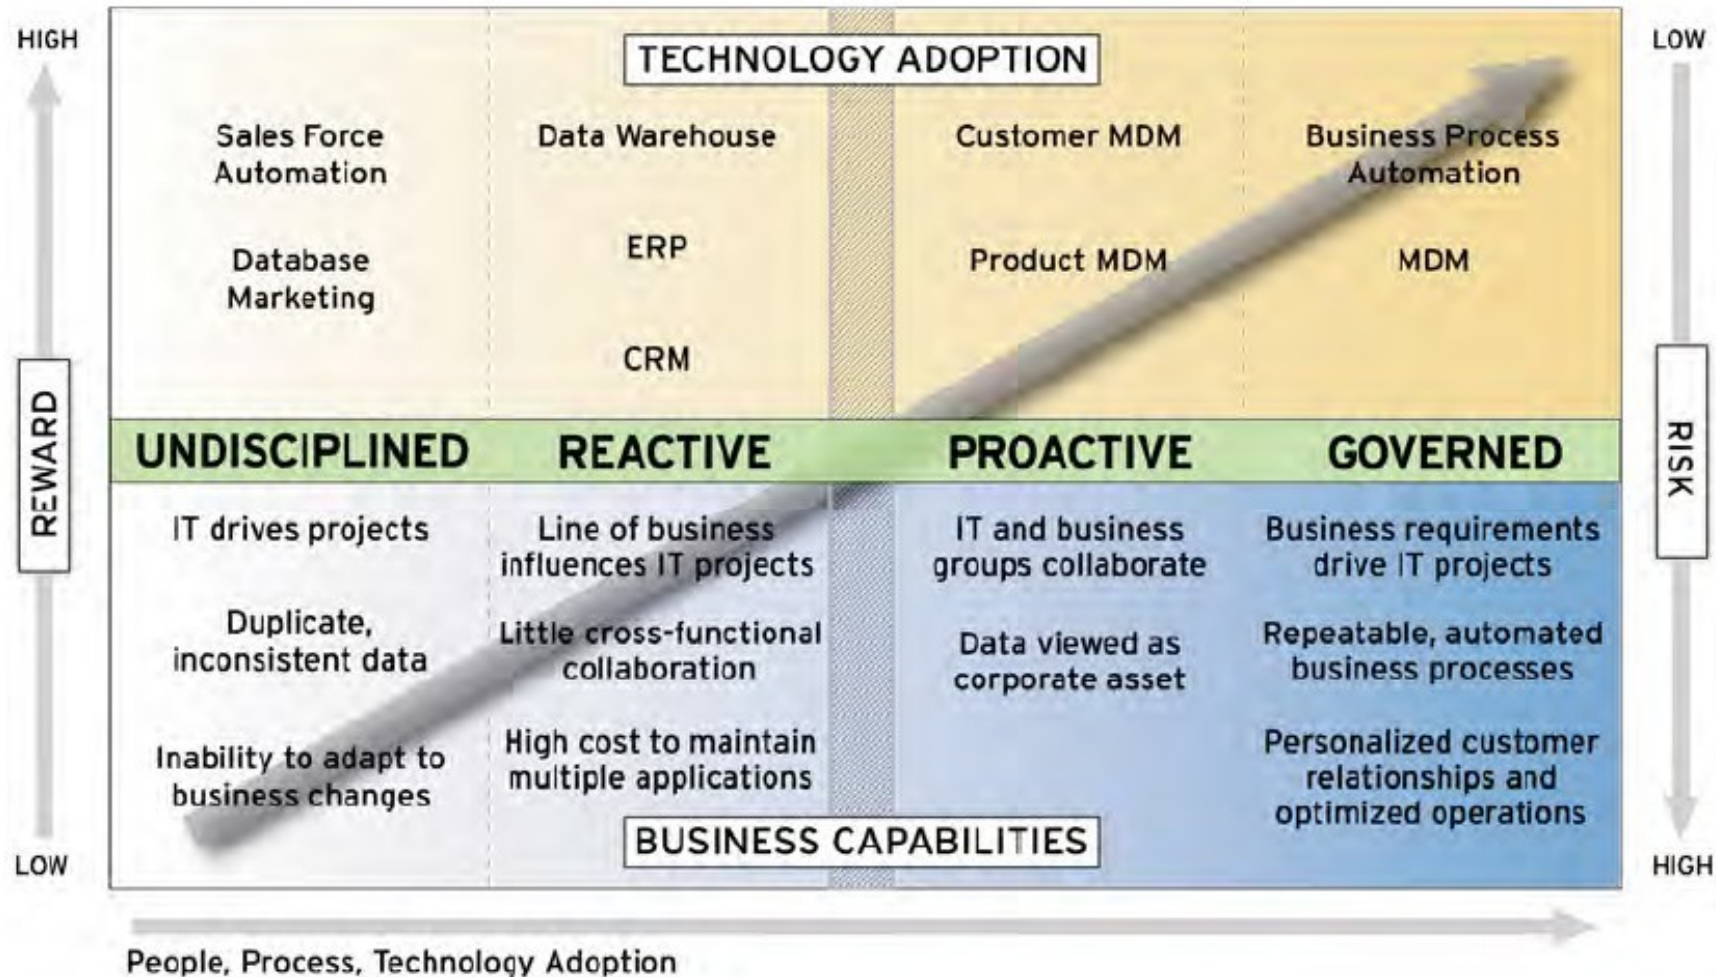 HIGH
LOW
TECHNOLOGY ADOPTION
Sales Force
Automation
Database
Marketing
Data Warehouse
ERP
CRM
Customer MDM
Product MDM
Business Process
Automation
MDM
REWARD
RISK
UNDISCIPLINED
REACTIVE
PROACTIVE
GOVERNED
IT drives projects
Duplicate,
inconsistent data
Inability to adapt to
business changes
Line of business
influences IT projects
Little cross-functional
collaboration
High cost to maintain
multiple applications
IT and business
groups collaborate
Data viewed as
corporate asset
Business requirements
drive IT projects
Repeatable, automated
business processes
Personalized customer
relationships and
optimized operations
BUSINESS CAPABILITIES
LOW
HIGH
People, Process, Technology Adoption